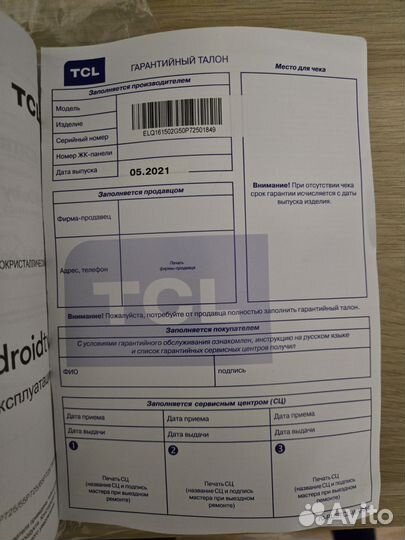 TCL
ГАРАНТИЙНЫЙ ТАЛОН
Заполняется производителем
Модель
Изделие
Серийный номер
ELQ161502G50P72501849
Номер ЖК-панели
Дата выпуска
05.2021
Место для чека
Внимание! При отсутствии чека
срок гарантии исчисляется с даты
выпуска изделия.
Заполняется продавцом
Фирма-продавец
Адрес, телефон
Печать
фирмы-продавца
TCL
Внимание! Пожалуйста, потребуйте от продавца полностью заполнить гарантийный талон.
Заполняется покупателем
С условиями гарантийного обслуживания ознакомлен, инструкцию на русском языке
и список гарантийных сервисных центров получил
ФИО
подпись
Заполняется сервисным центром (СЦ)
Дата приема
Дата приема
Дата приема
Дата выдачи
Дата выдачи
Дата выдачи
1
2
3
Печать СЦ
(название СЦ и подпись
мастера при выездном
ремонте)
Печать СЦ
(название СЦ и подпись
мастера при выездном
ремонте)
Печать СЦ
(название СЦ и подпись
мастера при выездном
ремонте)
TC
droidt
Avito